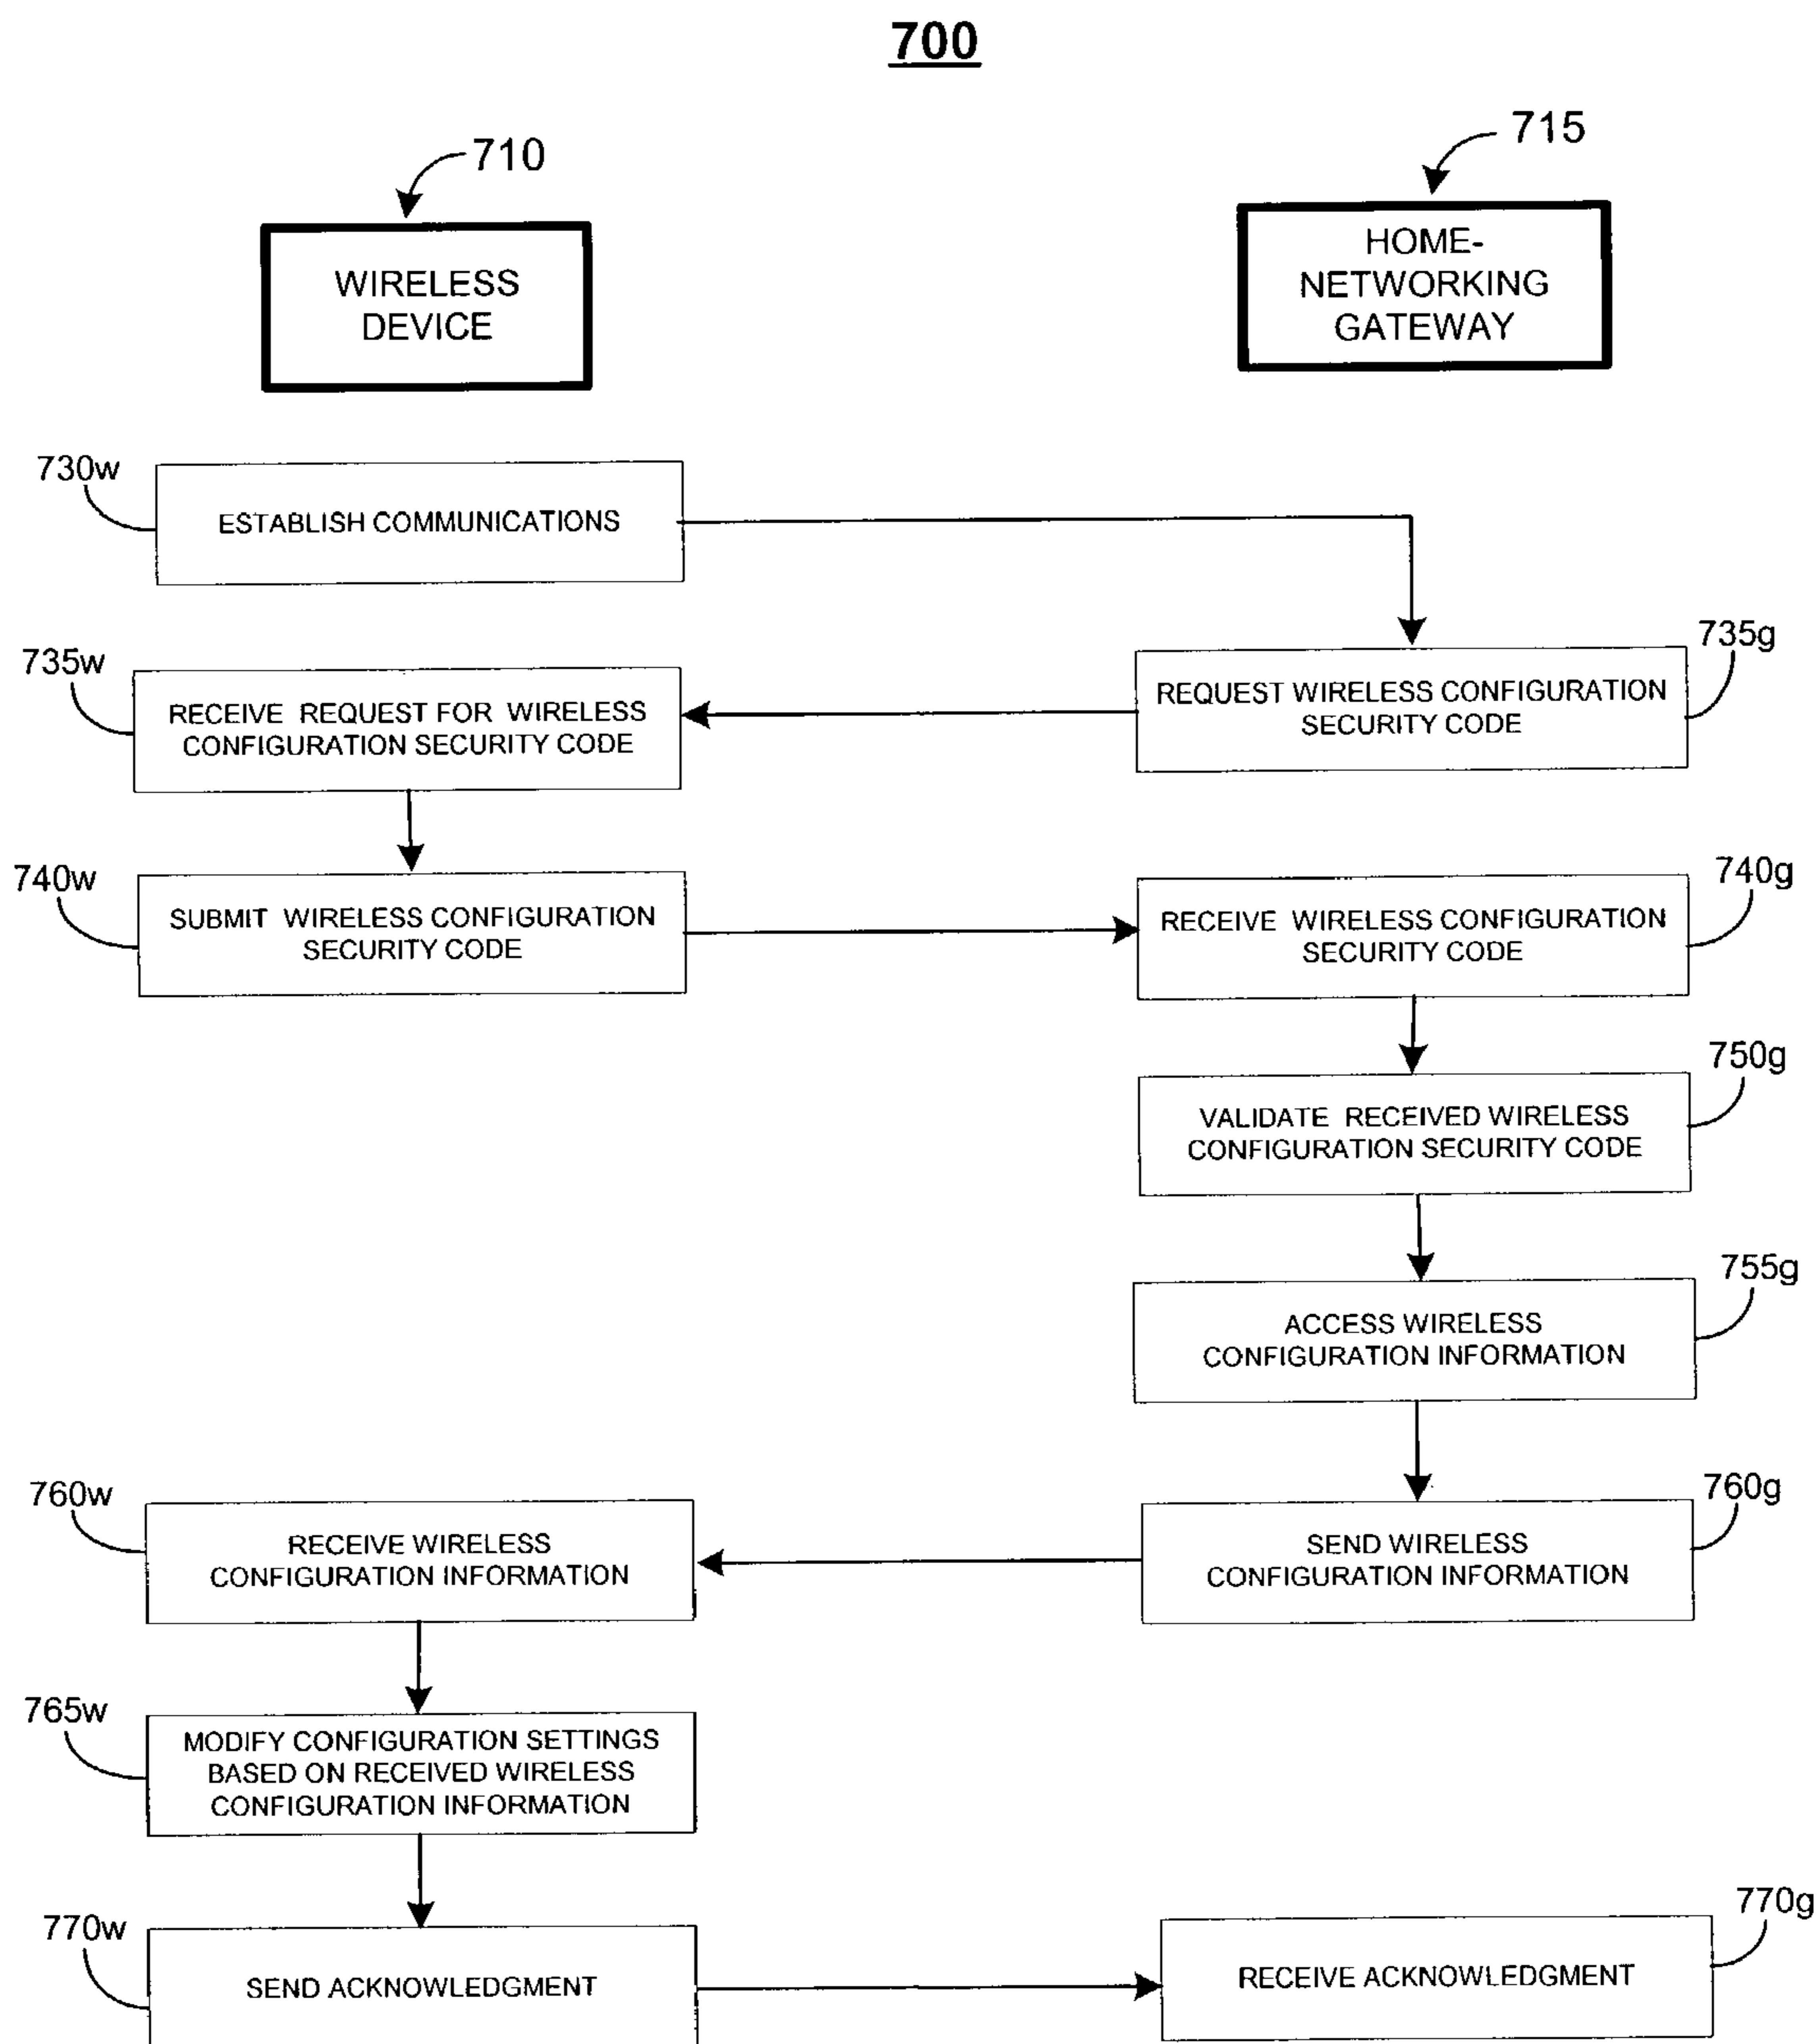 700
710
715
WIRELESS
DEVICE
HOME-
NETWORKING
GATEWAY
730w
ESTABLISH COMMUNICATIONS
735w
RECEIVE REQUEST FOR WIRELESS
CONFIGURATION SECURITY CODE
735g
REQUEST WIRELESS CONFIGURATION
SECURITY CODE
740w
SUBMIT WIRELESS CONFIGURATION
SECURITY CODE
740g
RECEIVE WIRELESS CONFIGURATION
SECURITY CODE
750g
VALIDATE RECEIVED WIRELESS
CONFIGURATION SECURITY CODE
755g
ACCESS WIRELESS
CONFIGURATION INFORMATION
760w
RECEIVE WIRELESS
CONFIGURATION INFORMATION
760g
SEND WIRELESS
CONFIGURATION INFORMATION
765w
MODIFY CONFIGURATION SETTINGS
BASED ON RECEIVED WIRELESS
CONFIGURATION INFORMATION
770w
SEND ACKNOWLEDGMENT
770g
RECEIVE ACKNOWLEDGMENT